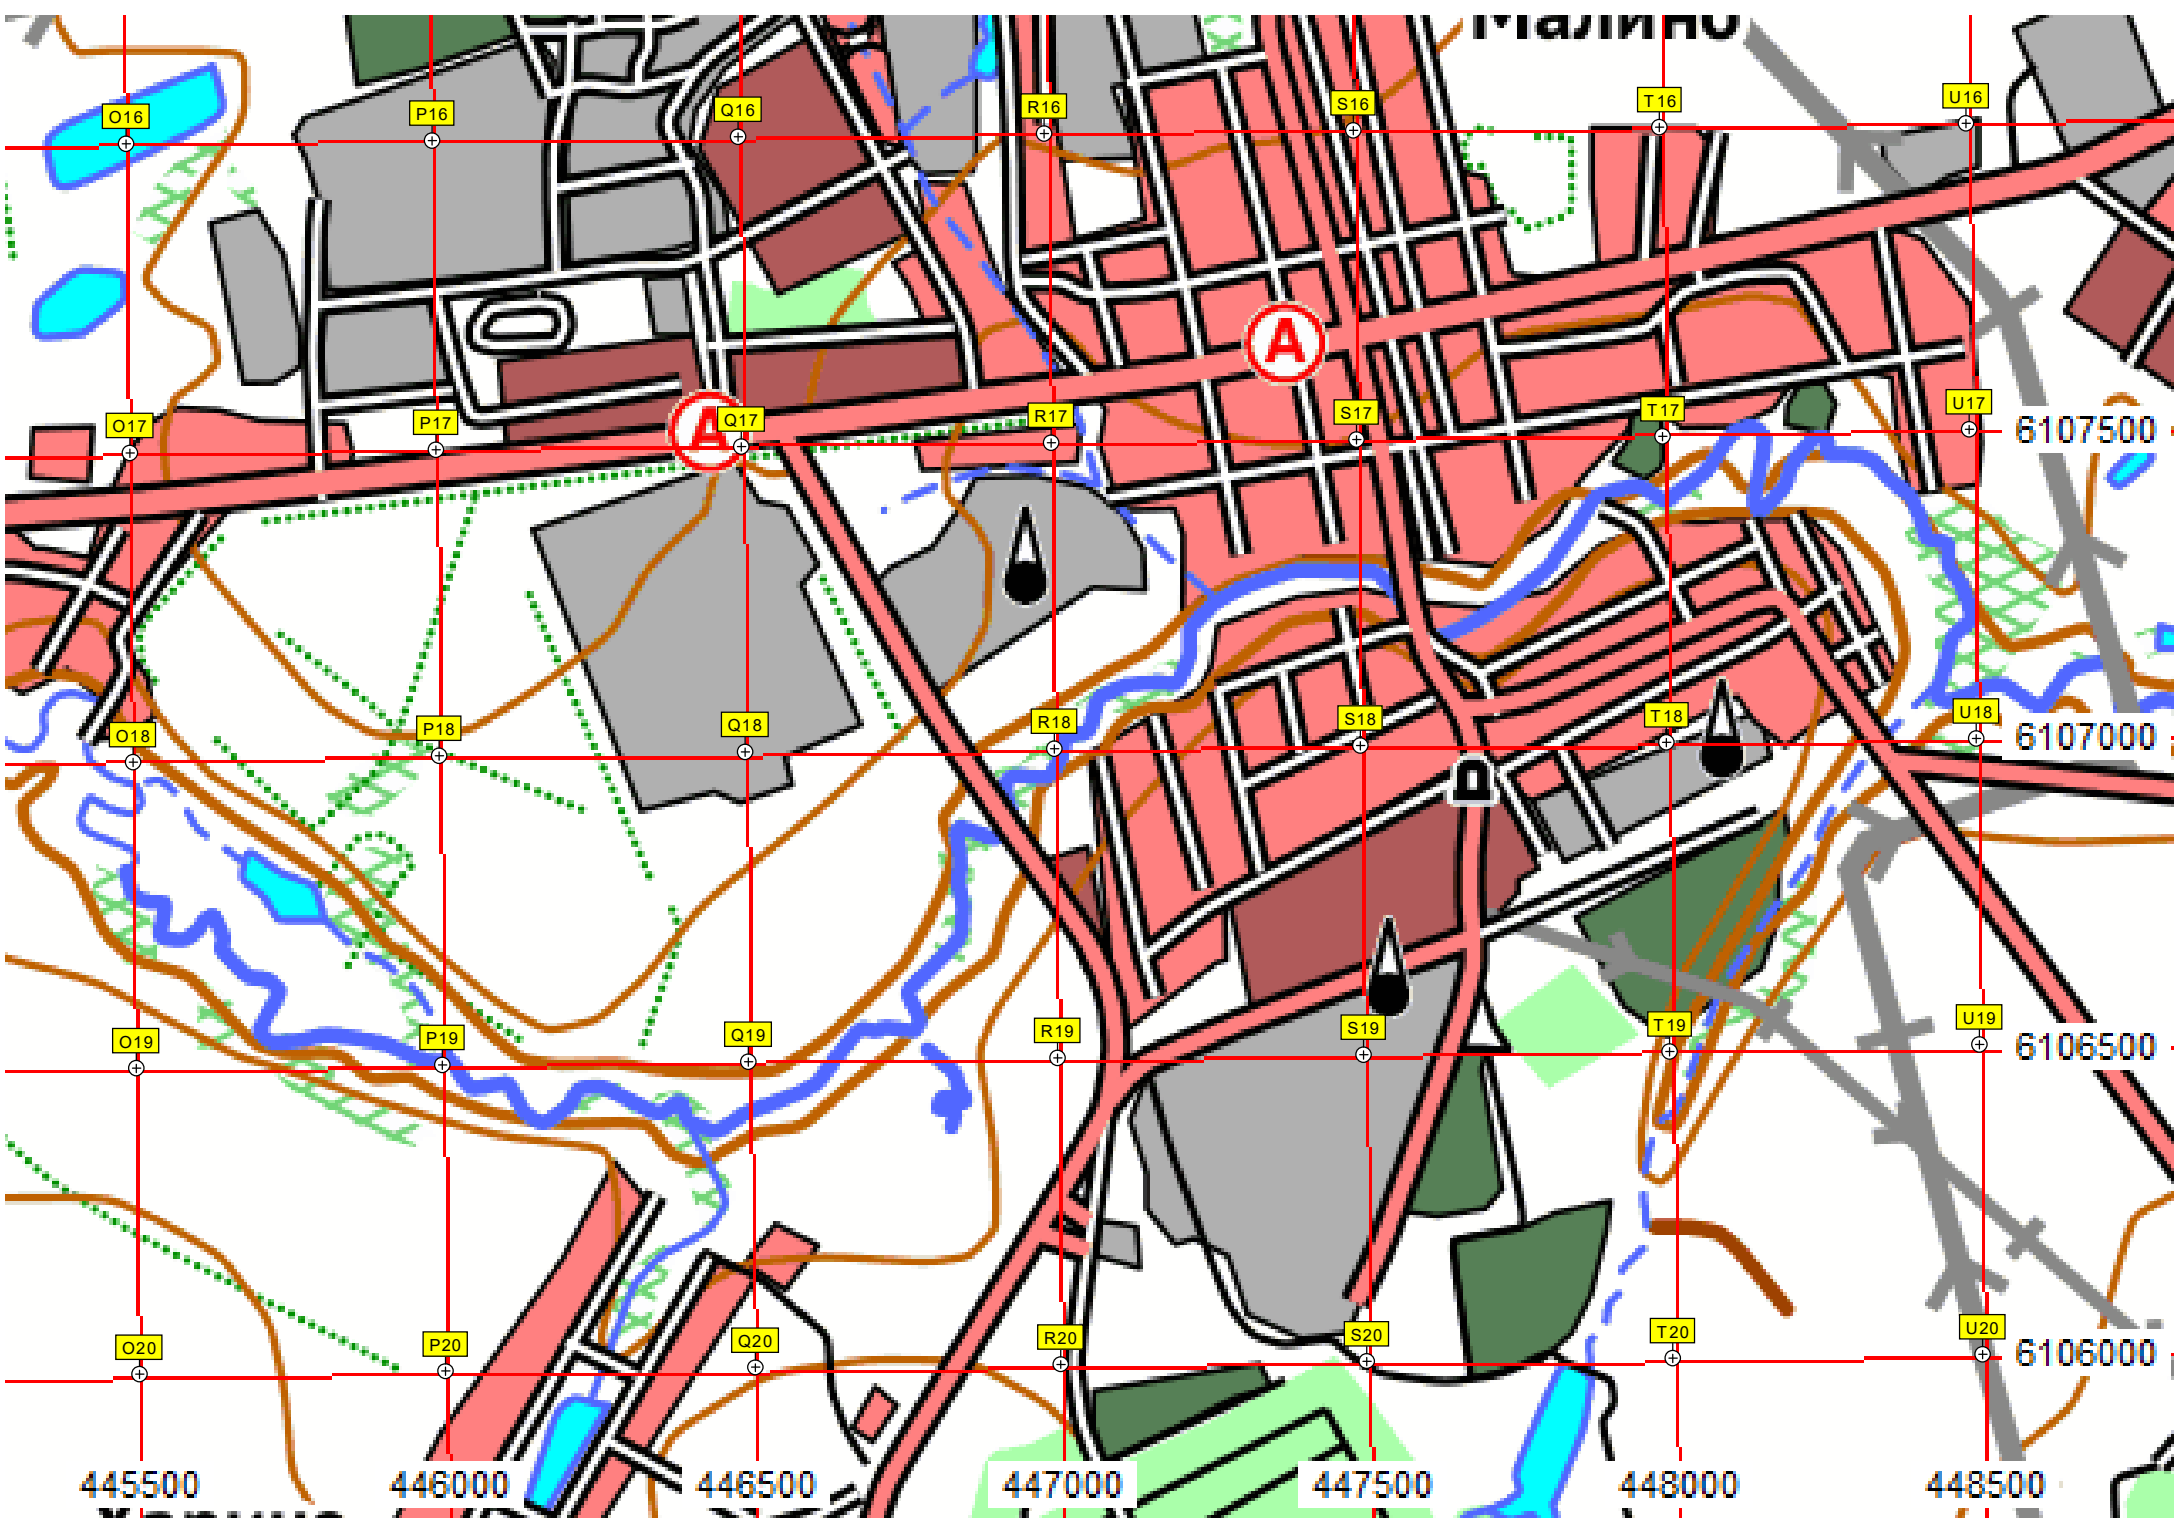 Малино
O16 P16 Q16 R16 S16 T16 U16
A
A
O17 P17 Q17 R17 S17 T17 U17
6107500
O18 P18 Q18 R18 S18 T18 U18
6107000
O19 P19 Q19 R19 S19 T19 U19
6106500
O20 P20 Q20 R20 S20 T20 U20
6106000
445500 446000 446500 447000 447500 448000 448500